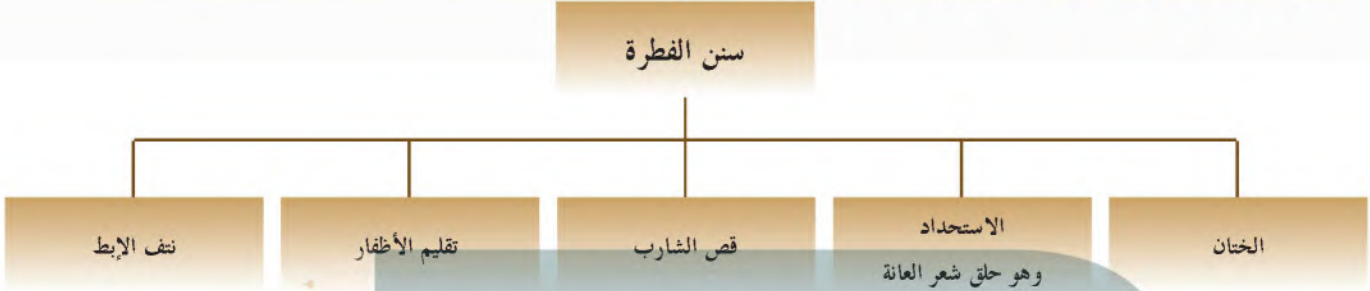 سنن الفطرة
الختان
الاستحداد
وهو حلق شعر العانة
قص الشارب
تقليم الأظفار
نتف الإبط